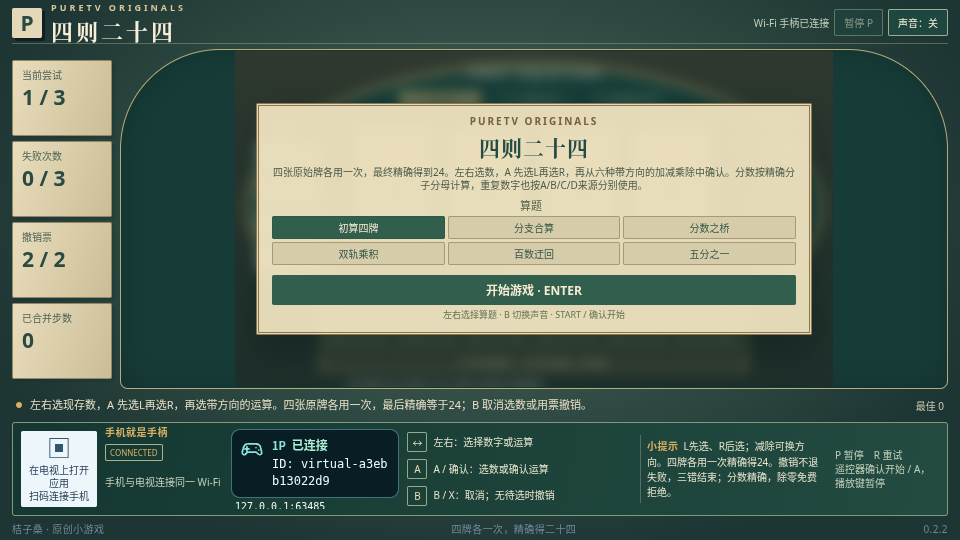 P
PURETV ORIGINALS
四则二十四
Wi-Fi 手柄已连接
暂停 P
声音：关
当前尝试
1 / 3
失败次数
0 / 3
撤销票
2 / 2
已合并步数
0
PURETV ORIGINALS
四则二十四
四张原始牌各用一次，最终精确得到24。左右选数，A 先选L再选R，再从六种带方向的加减乘除中确认。分数按精确分
子分母计算，重复数字也按A/B/C/D来源分别使用。
算题
初算四牌
分支合算
分数之桥
双轨乘积
百数迂回
五分之一
开始游戏 · ENTER
左右选择算题 · B 切换声音 · START / 确认开始
左右选现存数，A 先选L再选R，再选带方向的运算。四张原牌各用一次，最后精确等于24；B 取消选数或用票撤销。
最佳 0
在电视上打开
应用
扫码连接手机
手机就是手柄
CONNECTED
手机与电视连接同一 Wi-Fi
1P 已连接
ID: virtual-a3eb
b13022d9
127.0.0.1:63485
↔ 左右：选择数字或运算
A A / 确认：选数或确认运算
B B / X：取消；无待选时撤销
小提示 L先选、R后选；减除可换方
向。四牌各用一次精确得24。撤销不退
失败，三错结束；分数精确，除零免费
拒绝。
P 暂停 R 重试
遥控器确认开始 / A，
播放键暂停
桔子桑 · 原创小游戏
四牌各一次，精确得二十四
0.2.2